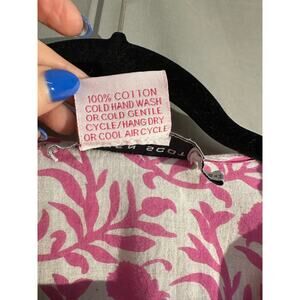 100% COTTON
COLD HAND WASH
OR COLD GENTLE
CYCLE/HANG DRY
OR COOL AIR CYCLE